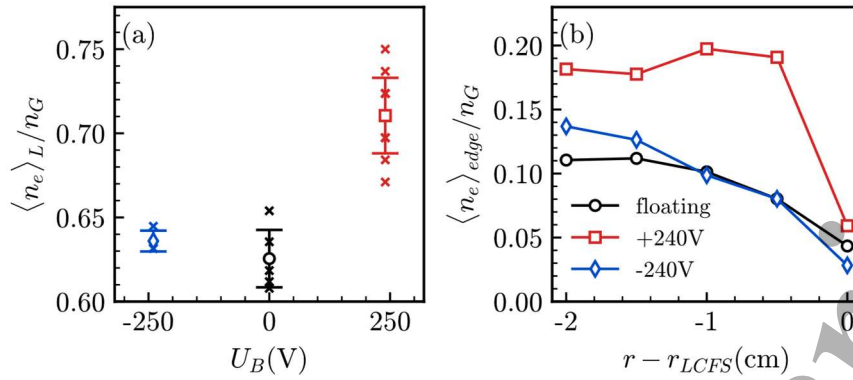 (a)
0.75
0.70
0.65
0.60
⟨n_e⟩_L/n_G
-250 0 250
U_B(V)
(b)
0.20
0.15
0.10
0.05
0.00
⟨n_e⟩_edge/n_G
floating
+240V
-240V
-2 -1 0
r − r_LCFS(cm)